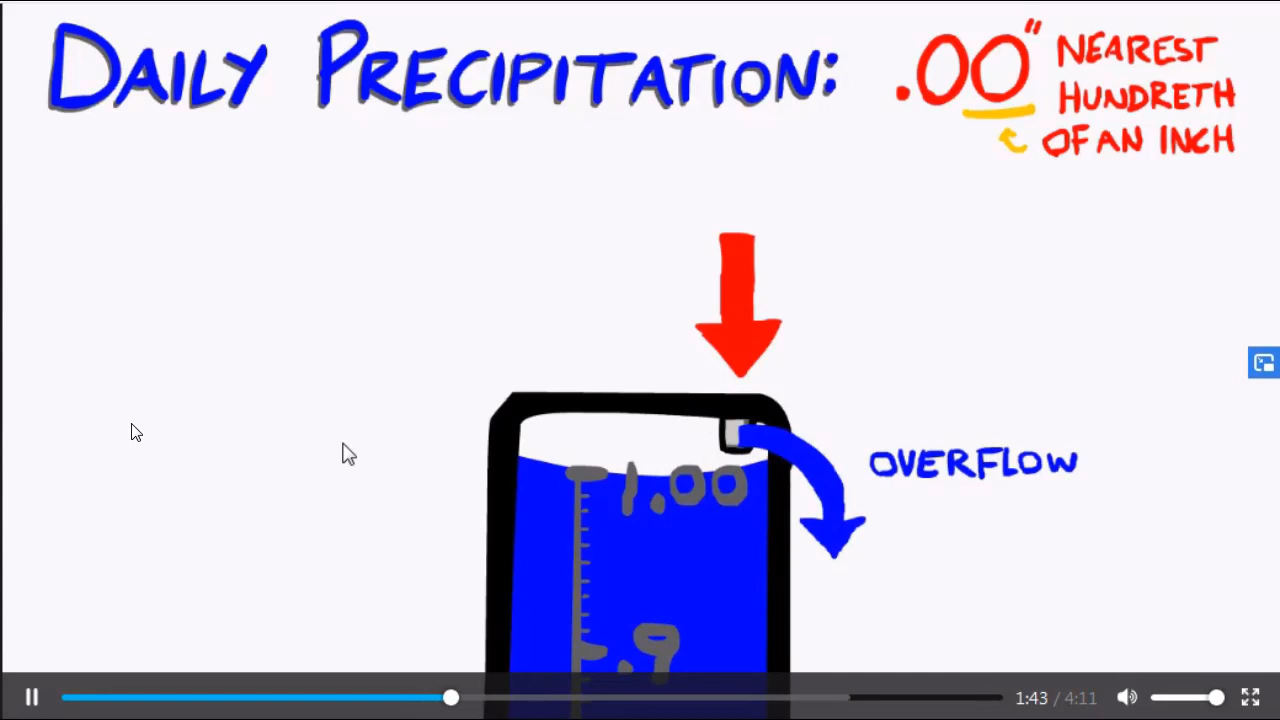 DAILY PRECIPITATION:
.00" NEAREST
HUNDRETH
OF AN INCH
OVERFLOW
1.00
.9
1:43 / 4:11